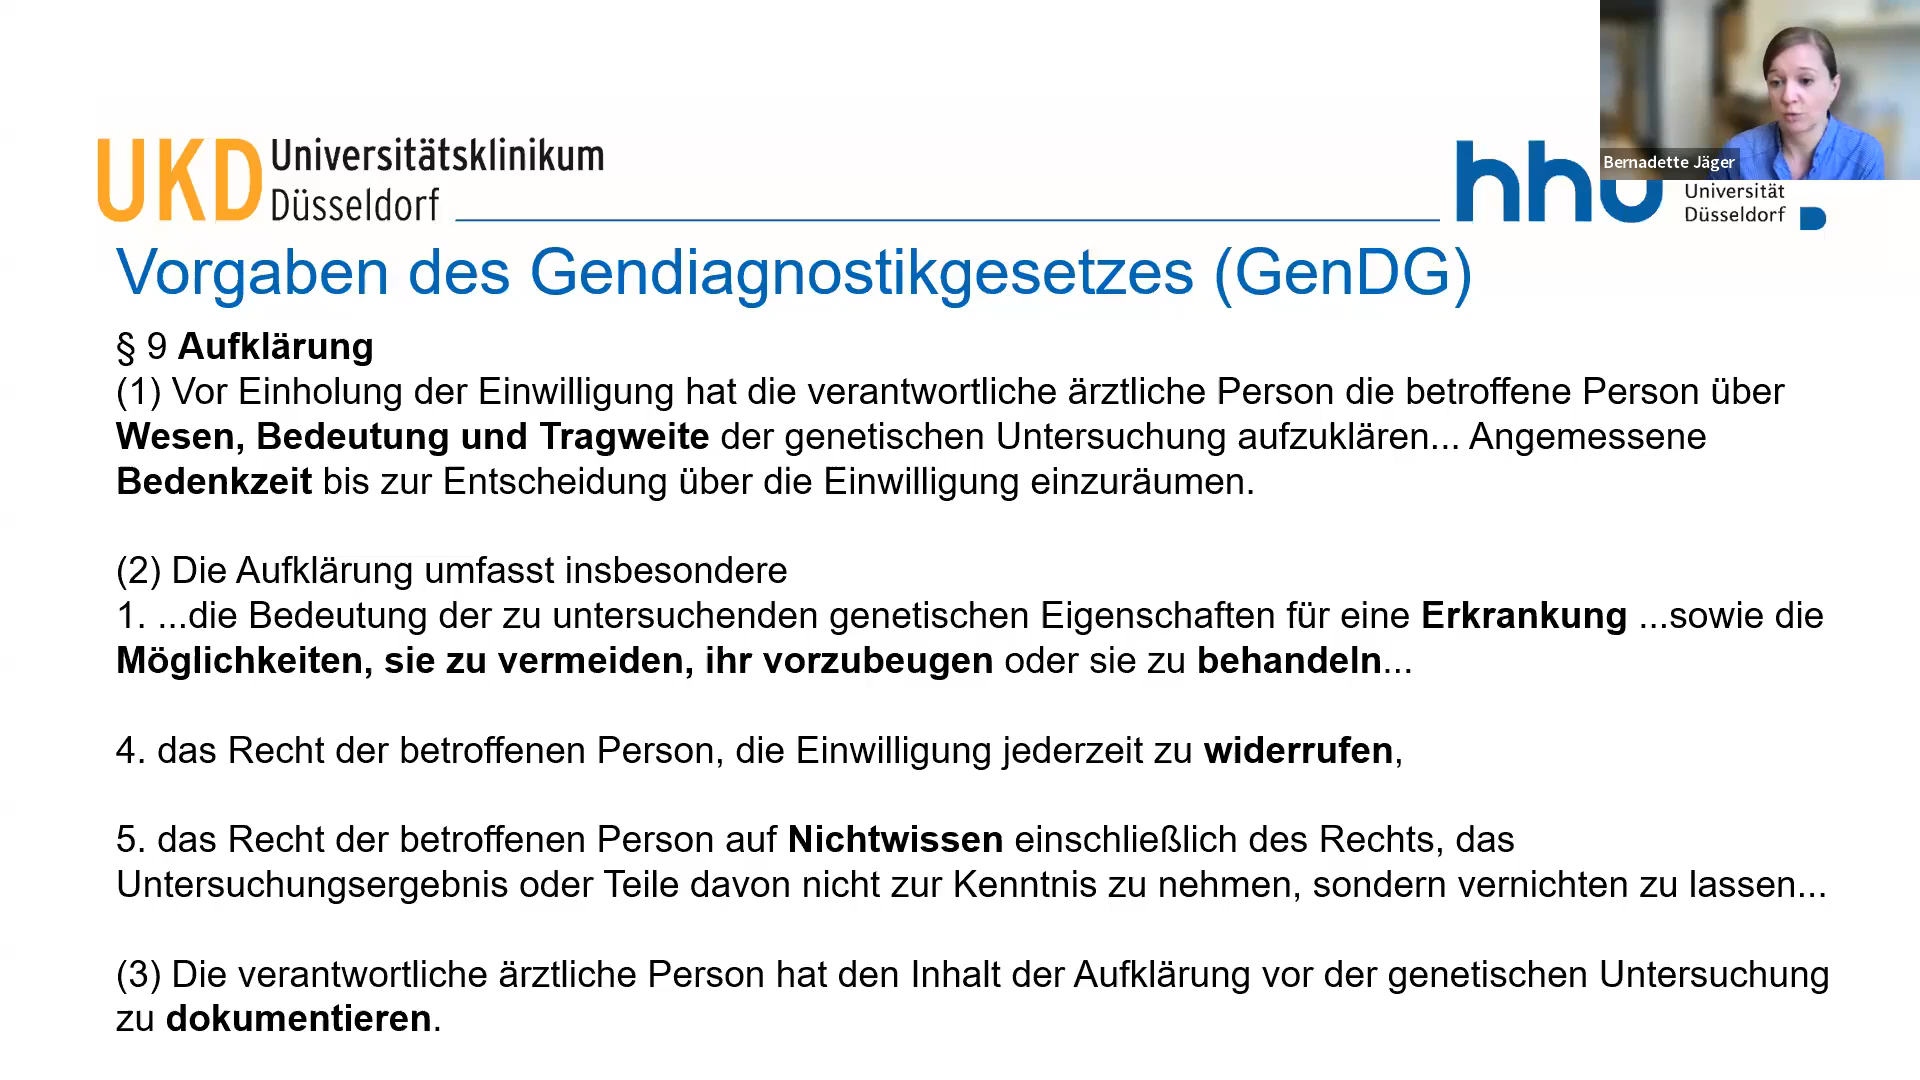 UKD Universitätsklinikum
Düsseldorf
hhu
Universität
Düsseldorf
Bernadette Jäger
Vorgaben des Gendiagnostikgesetzes (GenDG)
§ 9 Aufklärung
(1) Vor Einholung der Einwilligung hat die verantwortliche ärztliche Person die betroffene Person über
Wesen, Bedeutung und Tragweite der genetischen Untersuchung aufzuklären... Angemessene
Bedenkzeit bis zur Entscheidung über die Einwilligung einzuräumen.
(2) Die Aufklärung umfasst insbesondere
1. ...die Bedeutung der zu untersuchenden genetischen Eigenschaften für eine Erkrankung ...sowie die
Möglichkeiten, sie zu vermeiden, ihr vorzubeugen oder sie zu behandeln...
4. das Recht der betroffenen Person, die Einwilligung jederzeit zu widerrufen,
5. das Recht der betroffenen Person auf Nichtwissen einschließlich des Rechts, das
Untersuchungsergebnis oder Teile davon nicht zur Kenntnis zu nehmen, sondern vernichten zu lassen...
(3) Die verantwortliche ärztliche Person hat den Inhalt der Aufklärung vor der genetischen Untersuchung
zu dokumentieren.